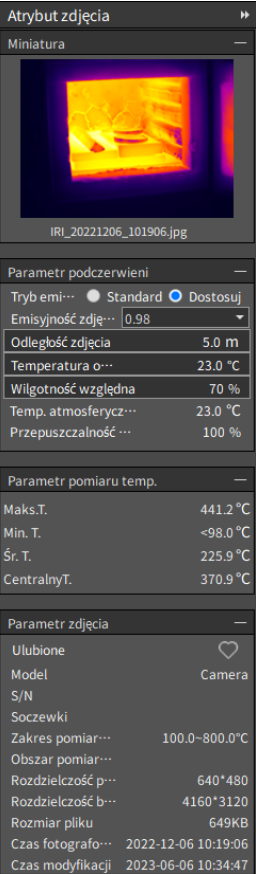 Atrybut zdjęcia
Miniatura
IRI_20221206_101906.jpg
Parametr podczerwieni
Tryb emi··· Standard Dostosuj
Emisyjność zdję··· 0.98
Odległość zdjęcia 5.0 m
Temperatura o··· 23.0 °C
Wilgotność względna 70 %
Temp. atmosferycz··· 23.0 °C
Przepuszczalność ··· 100 %
Parametr pomiaru temp.
Maks.T. 441.2 °C
Min. T. <98.0 °C
Śr. T. 225.9 °C
CentralnyT. 370.9 °C
Parametr zdjęcia
Ulubione
Model Camera
S/N
Soczewki
Zakres pomiar··· 100.0~800.0°C
Obszar pomiar···
Rozdzielczość p··· 640*480
Rozdzielczość b··· 4160*3120
Rozmiar pliku 649KB
Czas fotografo··· 2022-12-06 10:19:06
Czas modyfikacji 2023-06-06 10:34:47